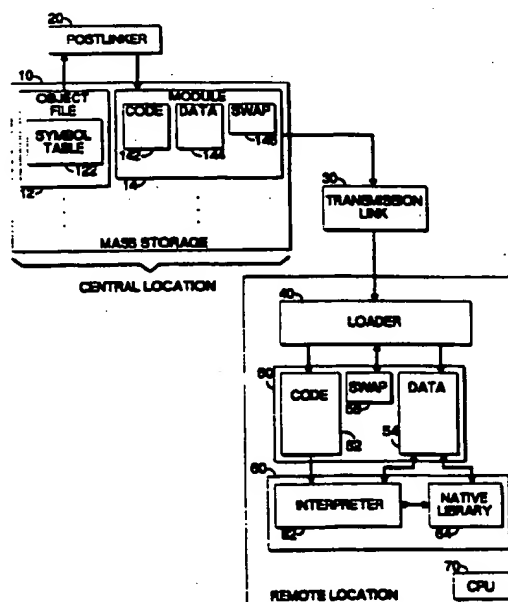 20
POSTLINKER
10
OBJECT
FILE
SYMBOL
TABLE
122
12
MODULE
CODE DATA SWAP
142 144 146
14
MASS STORAGE
CENTRAL LOCATION
30
TRANSMISSION
LINK
40
LOADER
50
CODE SWAP DATA
56
52
54
60
INTERPRETER NATIVE
LIBRARY
62 64
70
CPU
REMOTE LOCATION